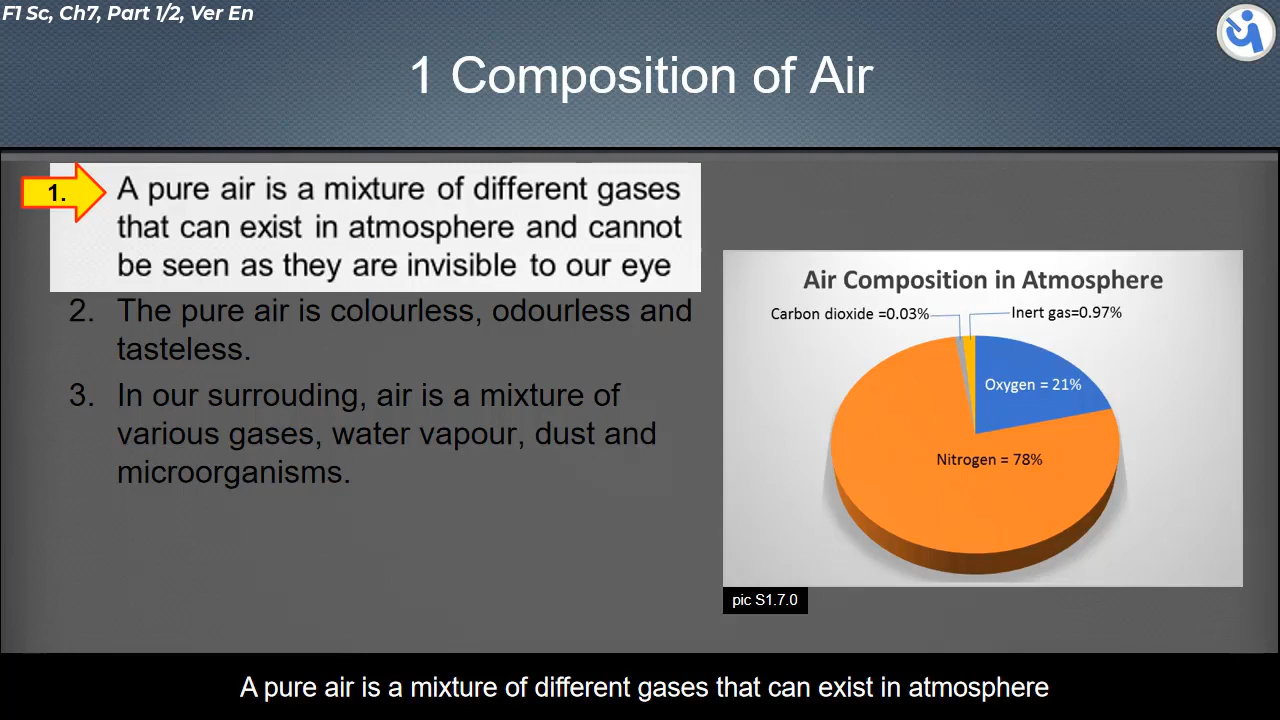 F1 Sc, Ch7, Part 1/2, Ver En
1 Composition of Air
1. A pure air is a mixture of different gases
that can exist in atmosphere and cannot
be seen as they are invisible to our eye
2. The pure air is colourless, odourless and
tasteless.
3. In our surrouding, air is a mixture of
various gases, water vapour, dust and
microorganisms.
Air Composition in Atmosphere
Carbon dioxide =0.03%
Inert gas=0.97%
Oxygen = 21%
Nitrogen = 78%
pic S1.7.0
A pure air is a mixture of different gases that can exist in atmosphere